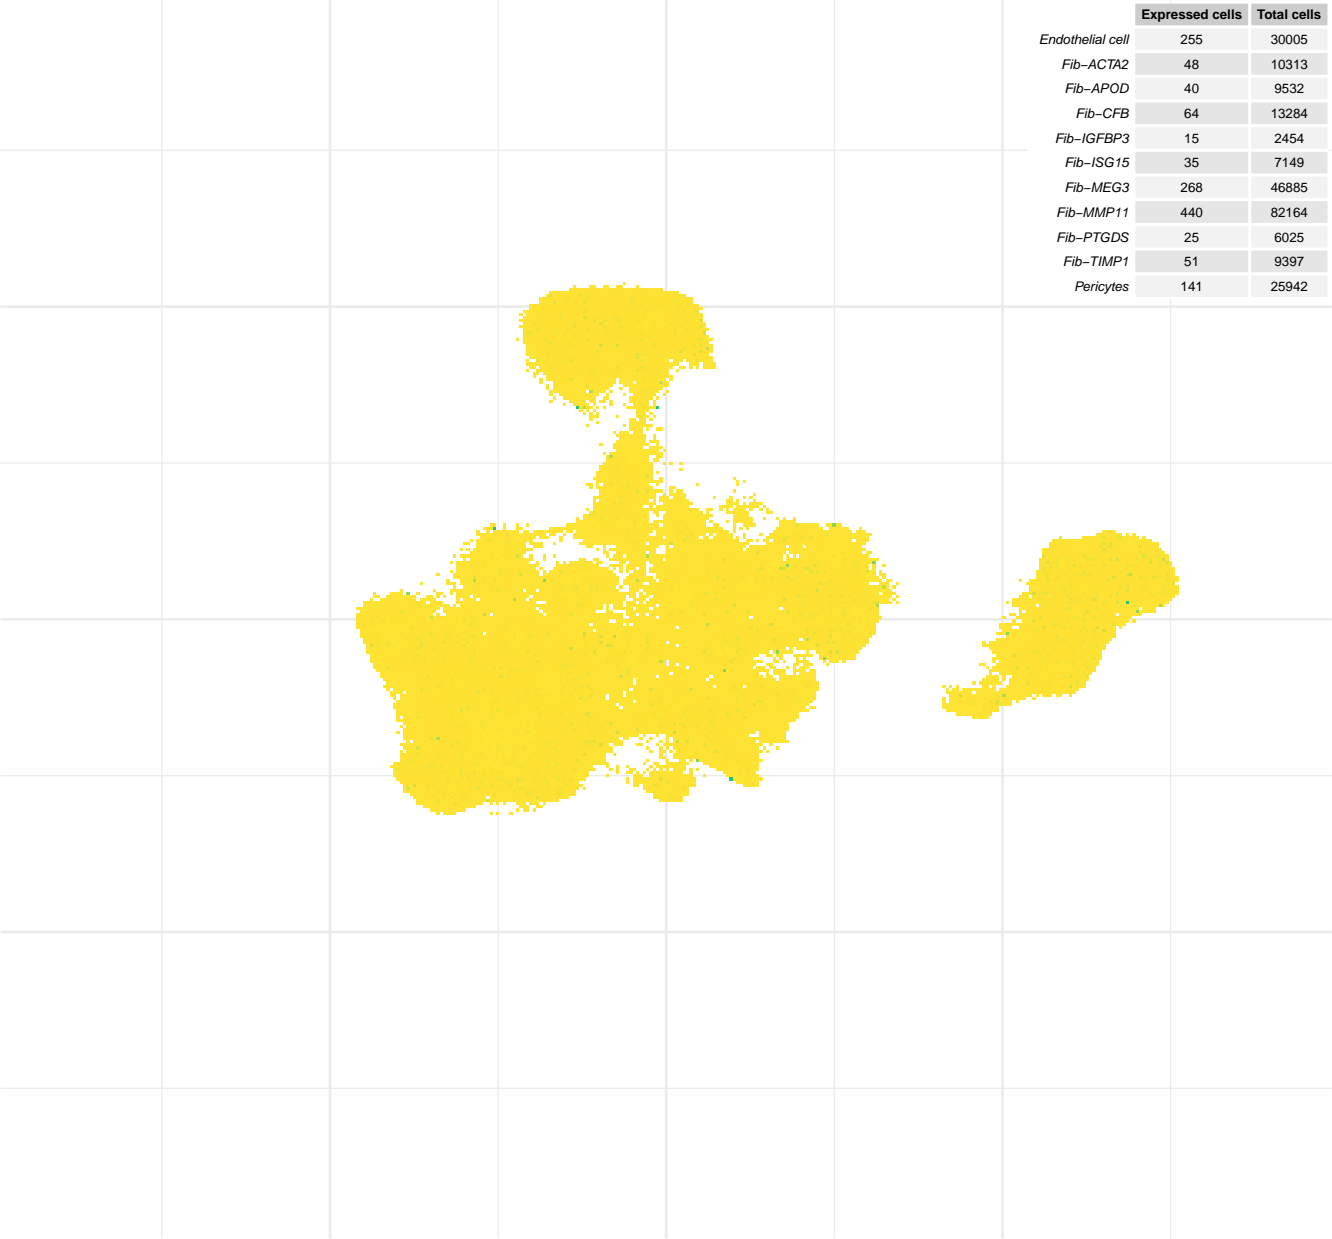 Expressed cells Total cells
Endothelial cell 255 30005
Fib−ACTA2 48 10313
Fib−APOD 40 9532
Fib−CFB 64 13284
Fib−IGFBP3 15 2454
Fib−ISG15 35 7149
Fib−MEG3 268 46885
Fib−MMP11 440 82164
Fib−PTGDS 25 6025
Fib−TIMP1 51 9397
Pericytes 141 25942